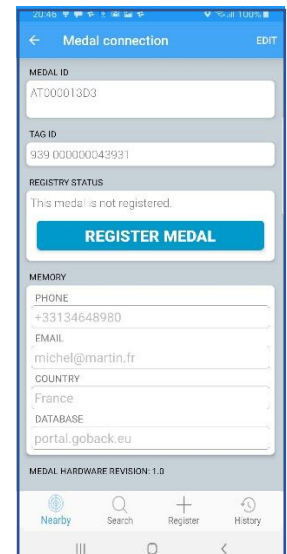 20:46
100%
Medal connection
EDIT
MEDAL ID
AT000013D3
TAG ID
939 000000043931
REGISTRY STATUS
This medal is not registered.
REGISTER MEDAL
MEMORY
PHONE
+33134648980
EMAIL
michel@martin.fr
COUNTRY
France
DATABASE
portal.goback.eu
MEDAL HARDWARE REVISION: 1.0
Nearby Search Register History